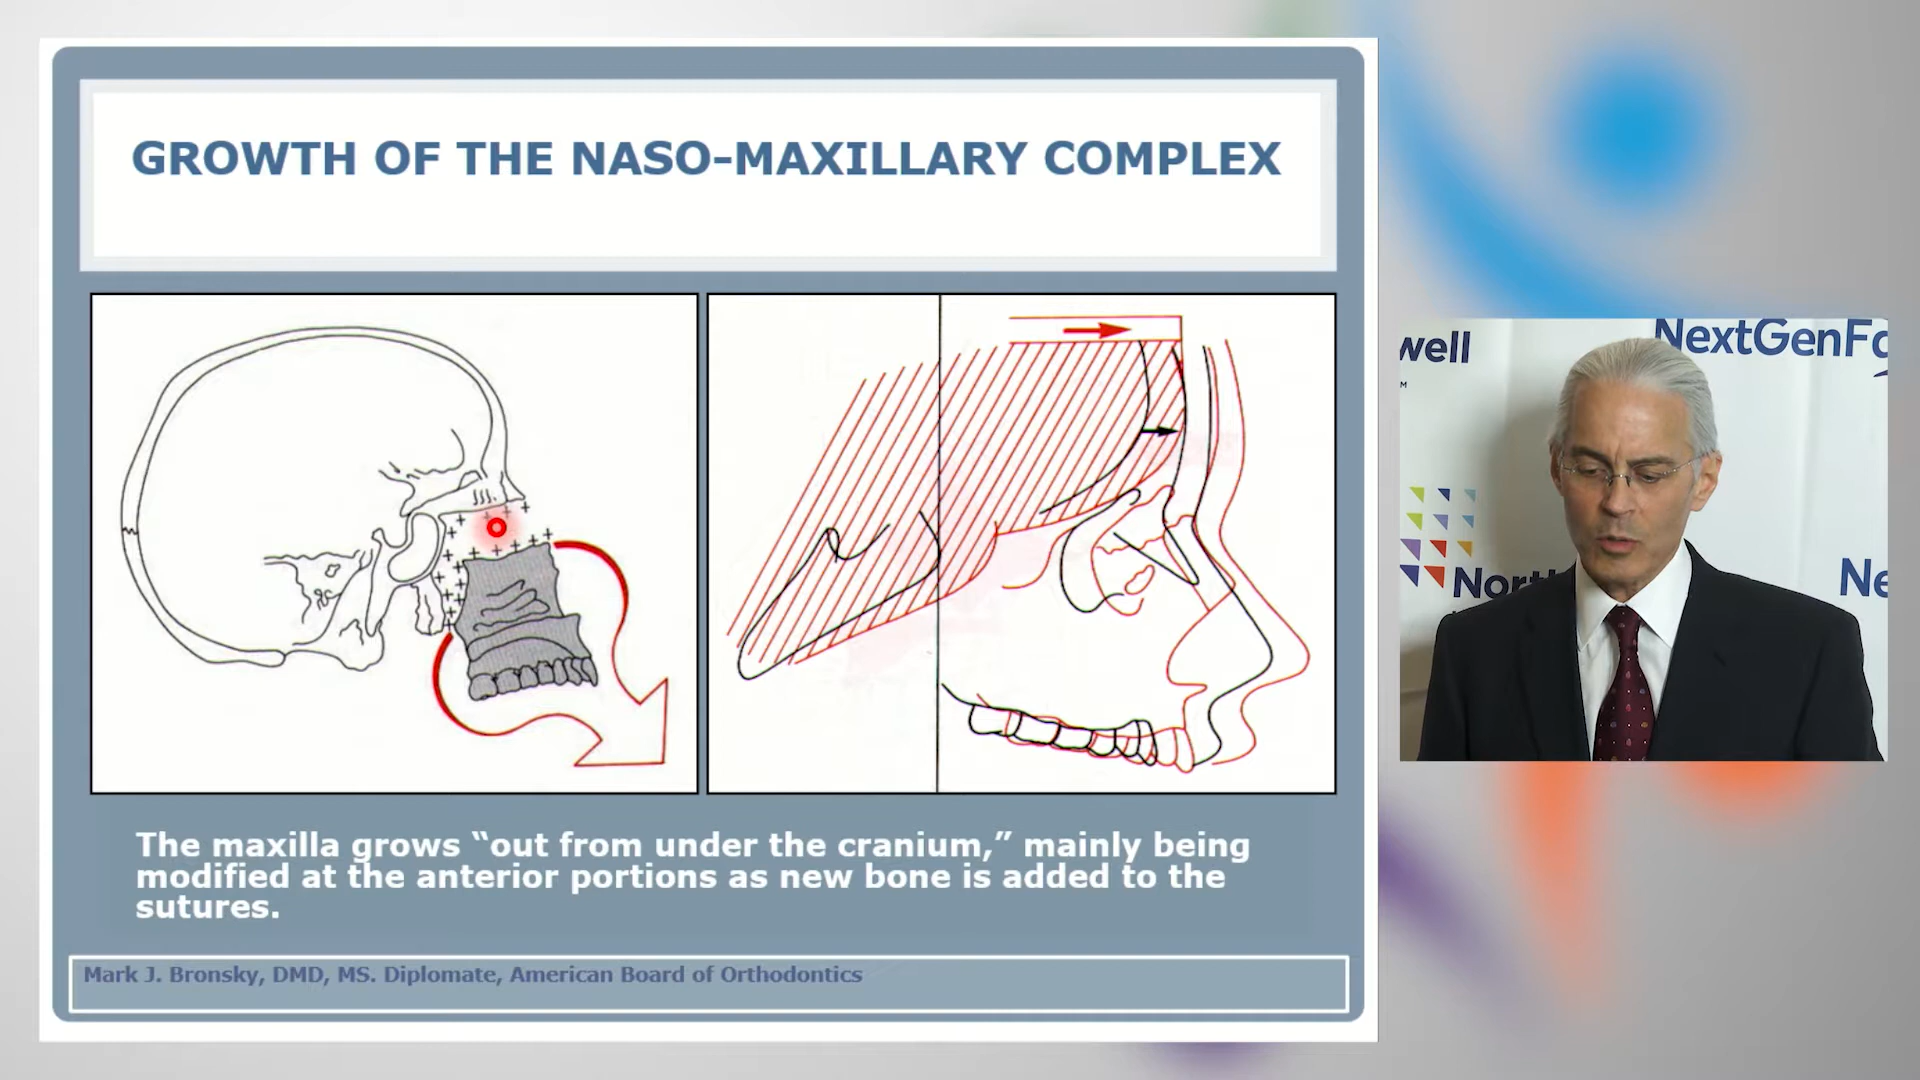 GROWTH OF THE NASO-MAXILLARY COMPLEX
The maxilla grows “out from under the cranium,” mainly being
modified at the anterior portions as new bone is added to the
sutures.
Mark J. Bronsky, DMD, MS. Diplomate, American Board of Orthodontics
well
NextGenFo
Nort
Ne